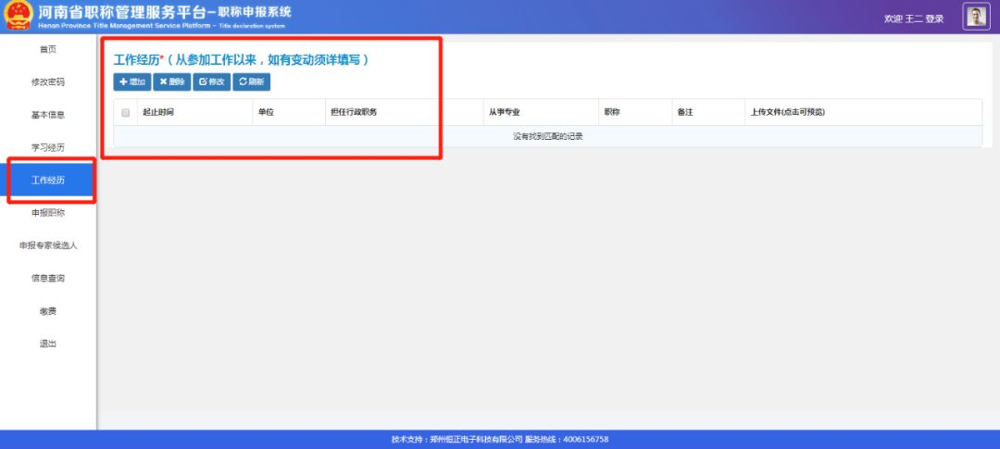 河南省职称管理服务平台-职称申报系统
Henan Province Title Management Service Platform - Title declaration system
欢迎 王二 登录
首页
修改密码
基本信息
学习经历
工作经历
申报职称
申报专家候选人
信息查询
缴费
退出
工作经历*（从参加工作以来，如有变动须详填写）
增加 删除 修改 刷新
起止时间 单位 担任行政职务 从事专业 职称 备注 上传文件(点击可预览)
没有找到匹配的记录
技术支持：郑州恒正电子科技有限公司 服务热线：4006156758